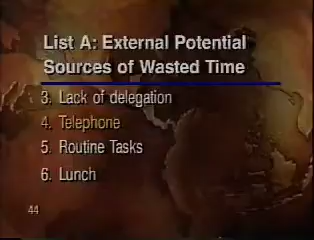 List A: External Potential
Sources of Wasted Time
3. Lack of delegation
4. Telephone
5. Routine Tasks
6. Lunch
44